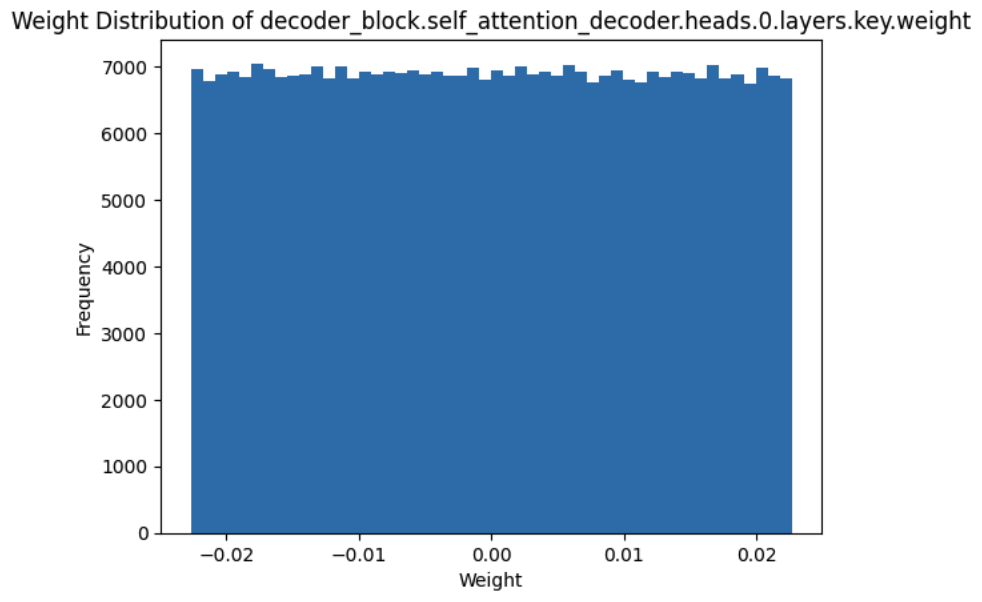 Weight Distribution of decoder_block.self_attention_decoder.heads.0.layers.key.weight
7000
6000
5000
4000
3000
2000
1000
0
Frequency
−0.02 −0.01 0.00 0.01 0.02
Weight